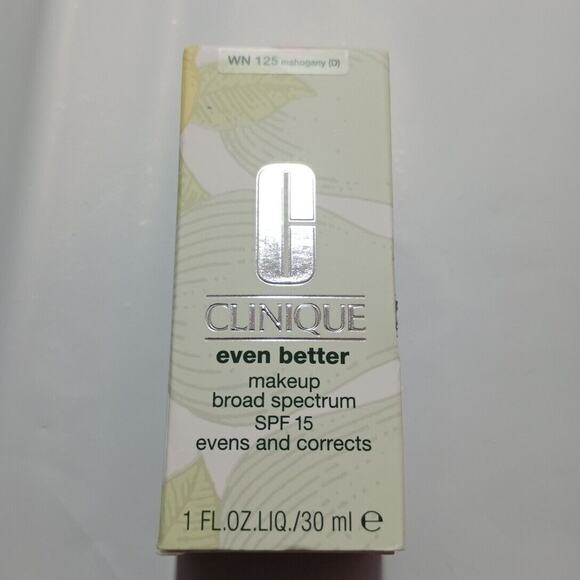 WN 125 mahogany (D)
C
CLINIQUE
even better
makeup
broad spectrum
SPF 15
evens and corrects
1 FL.OZ.LIQ./30 ml ℮